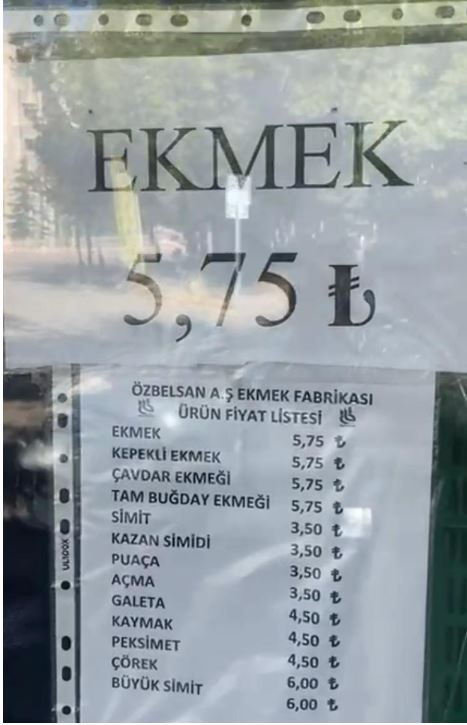 EKMEK
5,75 ₺
ÖZBELSAN A.Ş EKMEK FABRİKASI
ÜRÜN FİYAT LİSTESİ
EKMEK 5,75 ₺
KEPEKLİ EKMEK 5,75 ₺
ÇAVDAR EKMEĞİ 5,75 ₺
TAM BUĞDAY EKMEĞİ 5,75 ₺
SİMİT 3,50 ₺
KAZAN SİMİDİ 3,50 ₺
PUAÇA 3,50 ₺
AÇMA 3,50 ₺
GALETA 4,50 ₺
KAYMAK 4,50 ₺
PEKSİMET 4,50 ₺
ÇÖREK 6,00 ₺
BÜYÜK SİMİT 6,00 ₺